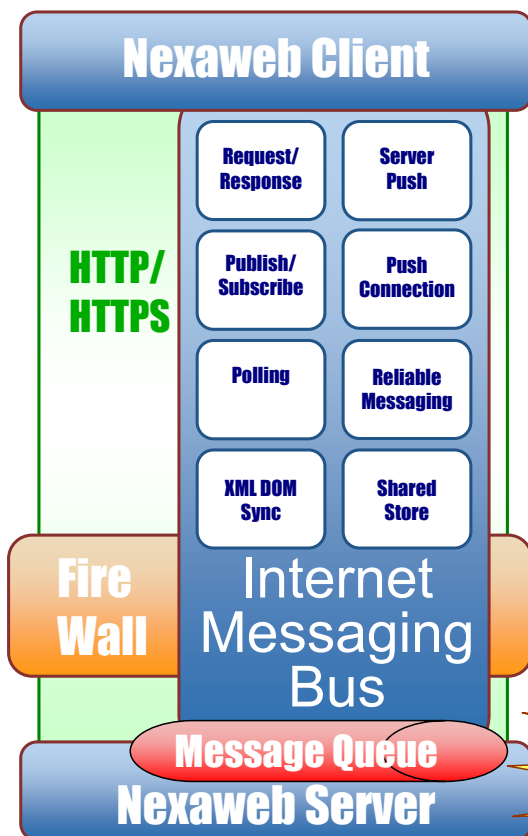 Nexaweb Client
Request/
Response
Server
Push
HTTP/
HTTPS
Publish/
Subscribe
Push
Connection
Polling
Reliable
Messaging
XML DOM
Sync
Shared
Store
Fire
Wall
Internet
Messaging
Bus
Message Queue
Nexaweb Server